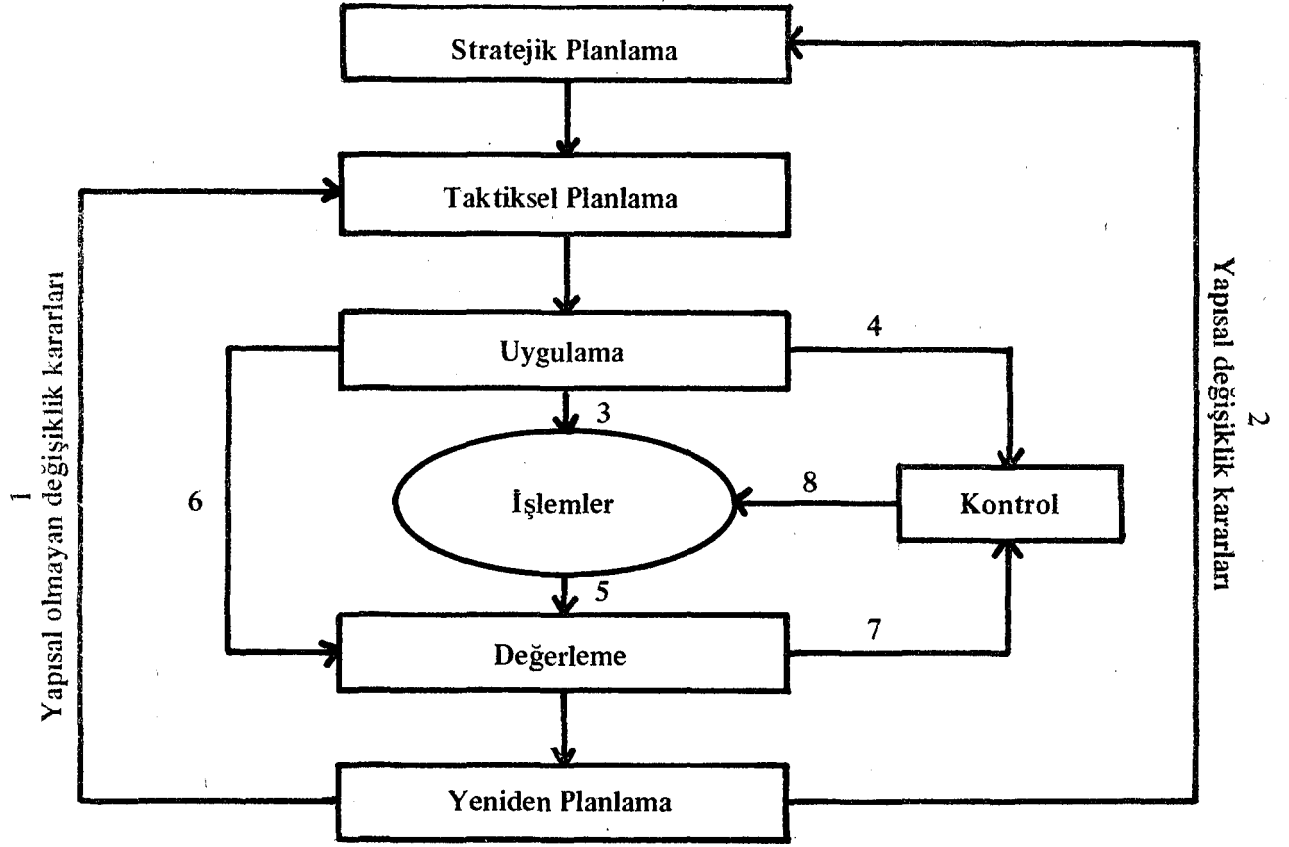 Stratejik Planlama
Taktiksel Planlama
Uygulama
4
3
İşlemler
8
Kontrol
6
5
Değerleme
7
Yeniden Planlama
1
Yapısal olmayan değişiklik kararları
2
Yapısal değişiklik kararları